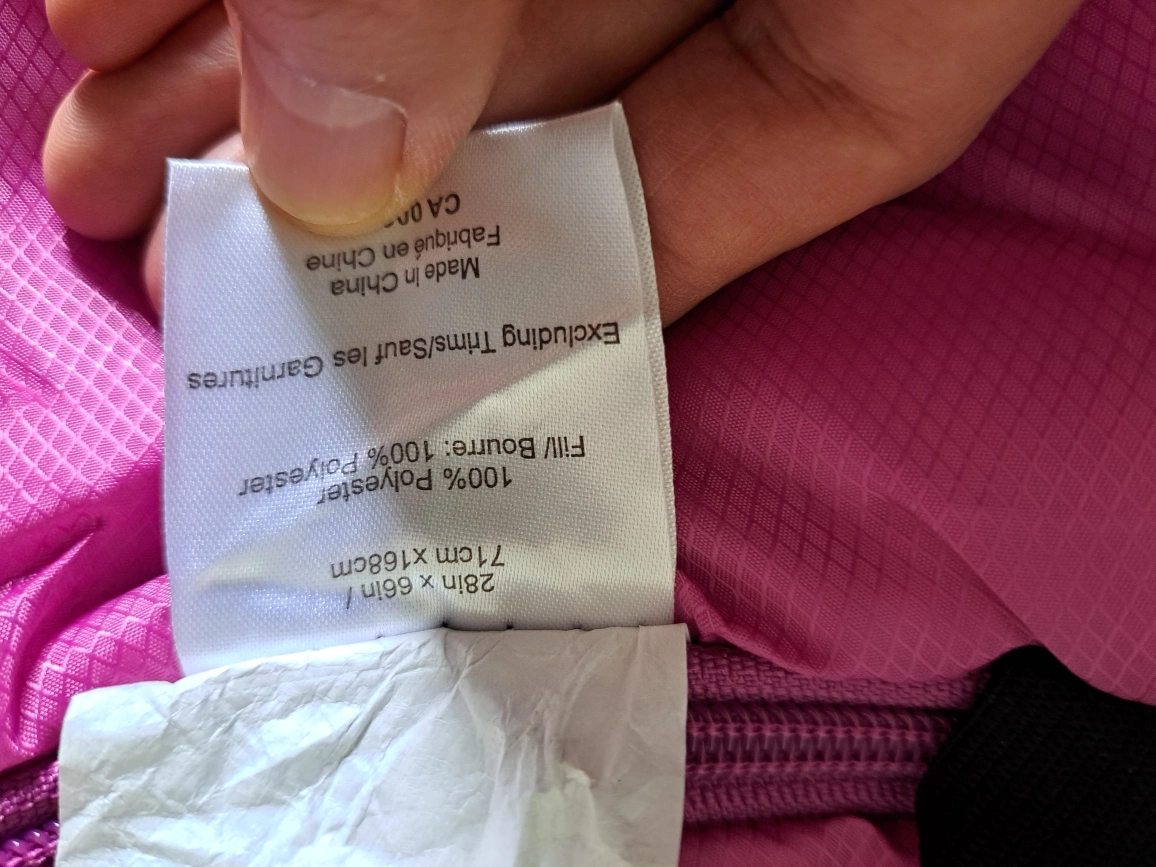 28in x 66in /
71cm x168cm
100% Polyester
Fill/ Bourre: 100% Polyester
Excluding Trims/Sauf les Garnitures
Made in China
Fabriqué en Chine
CA